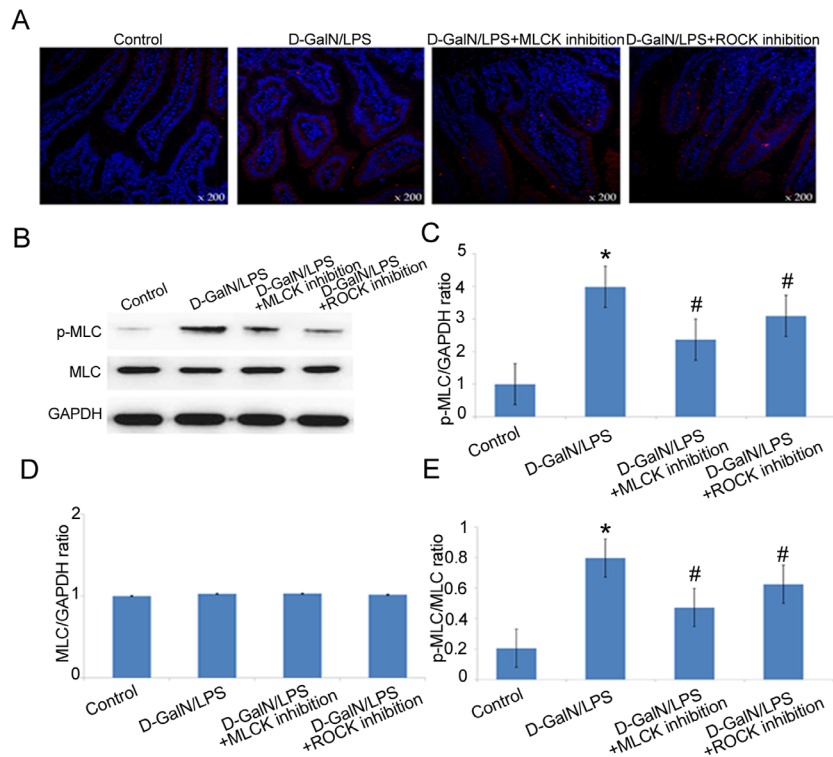 A
Control
D-GalN/LPS
D-GalN/LPS+MLCK inhibition
D-GalN/LPS+ROCK inhibition
x 200
x 200
x 200
x 200
B
Control
D-GalN/LPS
D-GalN/LPS
+MLCK inhibition
D-GalN/LPS
+ROCK inhibition
p-MLC
MLC
GAPDH
C
p-MLC/GAPDH ratio
5
4
3
2
1
0
*
#
#
Control
D-GalN/LPS
D-GalN/LPS
+MLCK inhibition
D-GalN/LPS
+ROCK inhibition
D
MLC/GAPDH ratio
2
1
0
Control
D-GalN/LPS
D-GalN/LPS
+MLCK inhibition
D-GalN/LPS
+ROCK inhibition
E
p-MLC/MLC ratio
1
0.8
0.6
0.4
0.2
0
*
#
#
Control
D-GalN/LPS
D-GalN/LPS
+MLCK inhibition
D-GalN/LPS
+ROCK inhibition